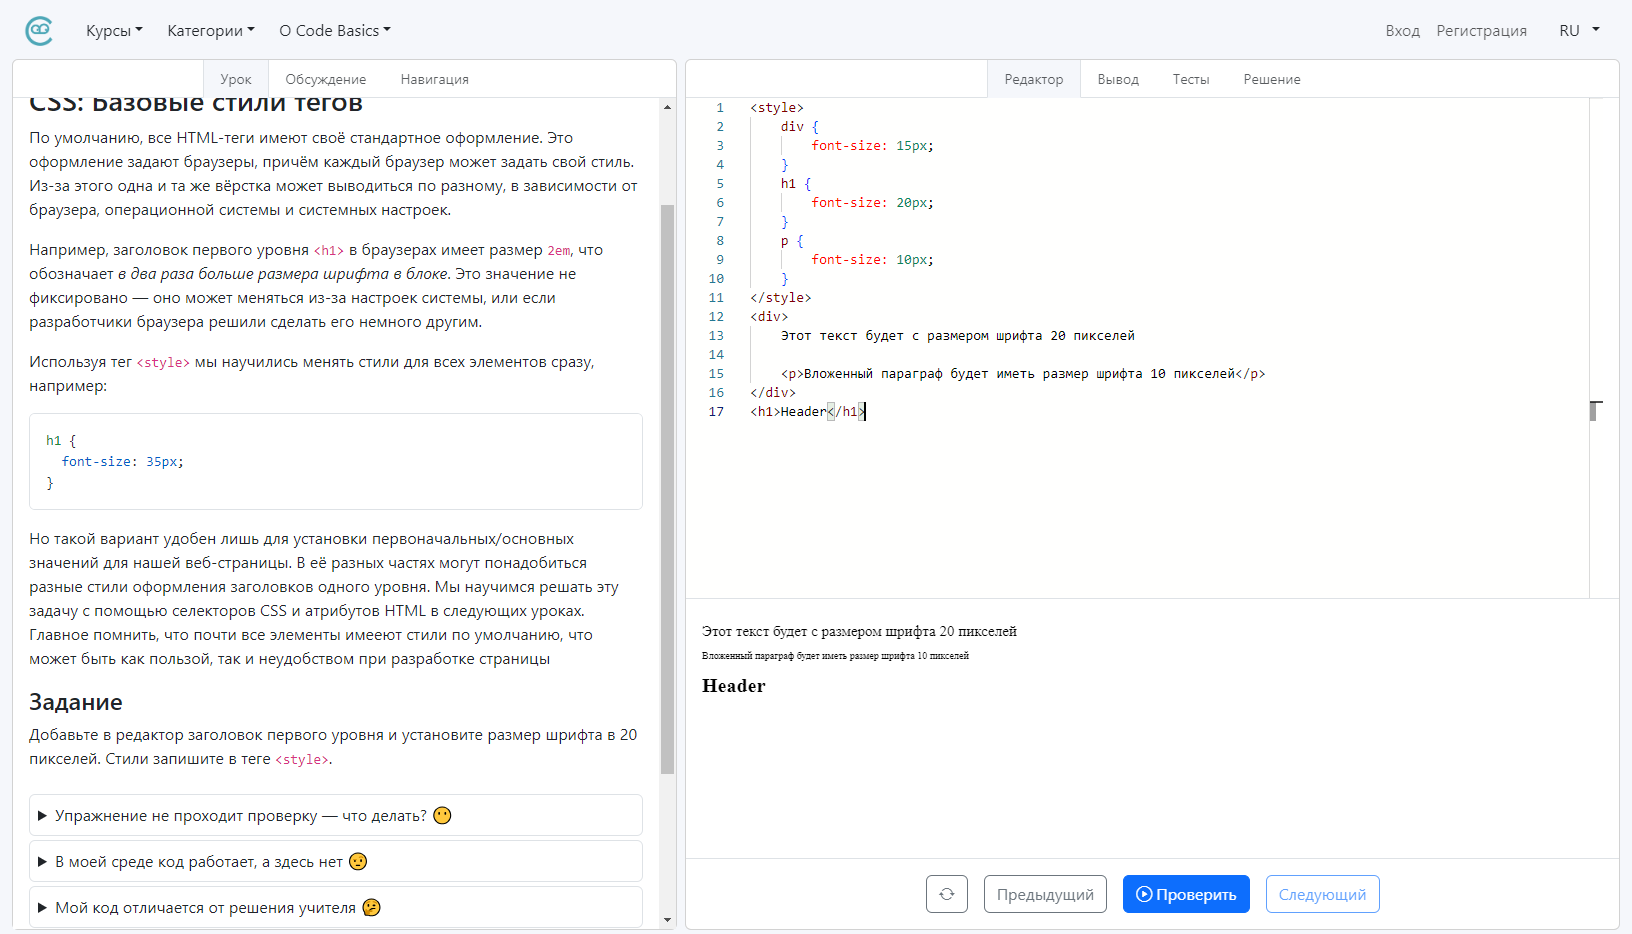 Курсы
Категории
О Code Basics
Вход
Регистрация
RU
Урок
Обсуждение
Навигация
CSS: Базовые стили тегов
По умолчанию, все HTML-теги имеют своё стандартное оформление. Это
оформление задают браузеры, причём каждый браузер может задать свой стиль.
Из-за этого одна и та же вёрстка может выводиться по разному, в зависимости от
браузера, операционной системы и системных настроек.
Например, заголовок первого уровня <h1> в браузерах имеет размер 2em, что
обозначает в два раза больше размера шрифта в блоке. Это значение не
фиксировано — оно может меняться из-за настроек системы, или если
разработчики браузера решили сделать его немного другим.
Используя тег <style> мы научились менять стили для всех элементов сразу,
например:
h1 {
font-size: 35px;
}
Но такой вариант удобен лишь для установки первоначальных/основных
значений для нашей веб-страницы. В её разных частях могут понадобиться
разные стили оформления заголовков одного уровня. Мы научимся решать эту
задачу с помощью селекторов CSS и атрибутов HTML в следующих уроках.
Главное помнить, что почти все элементы имееют стили по умолчанию, что
может быть как пользой, так и неудобством при разработке страницы
Задание
Добавьте в редактор заголовок первого уровня и установите размер шрифта в 20
пикселей. Стили запишите в теге <style>.
Упражнение не проходит проверку — что делать? 😶
В моей среде код работает, а здесь нет 🤨
Мой код отличается от решения учителя 🤔
Редактор
Вывод
Тесты
Решение
1 <style>
2 div {
3 font-size: 15px;
4 }
5 h1 {
6 font-size: 20px;
7 }
8 p {
9 font-size: 10px;
10 }
11 </style>
12 <div>
13 Этот текст будет с размером шрифта 20 пикселей
14
15 <p>Вложенный параграф будет иметь размер шрифта 10 пикселей</p>
16 </div>
17 <h1>Header</h1>
Этот текст будет с размером шрифта 20 пикселей
Вложенный параграф будет иметь размер шрифта 10 пикселей
Header
Предыдущий
Проверить
Следующий